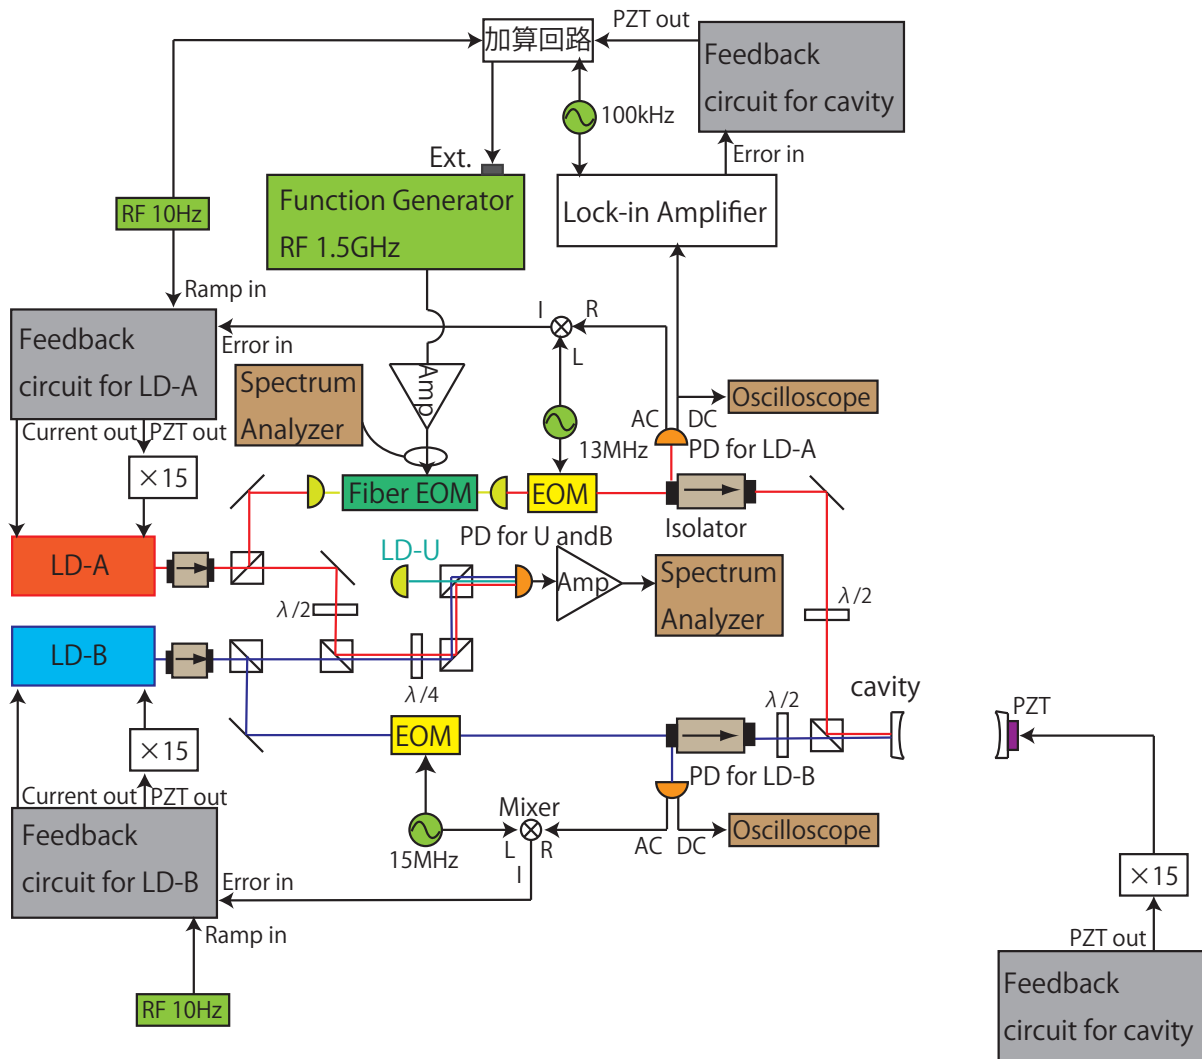 PZT out
加算回路
Feedback
circuit for cavity
100kHz
Error in
Ext.
Function Generator
RF 1.5GHz
Lock-in Amplifier
RF 10Hz
Ramp in
I
R
L
Feedback
circuit for LD-A
Error in
Spectrum
Analyzer
Amp
Oscilloscope
AC
DC
Current out
PZT out
13MHz
PD for LD-A
×15
Fiber EOM
EOM
Isolator
LD-A
LD-U
PD for U andB
Amp
Spectrum
Analyzer
λ/2
λ/2
LD-B
λ/4
λ/2
cavity
PZT
EOM
×15
PD for LD-B
Current out
PZT out
Mixer
Feedback
circuit for LD-B
15MHz
L
R
I
AC
DC
Oscilloscope
×15
Error in
Ramp in
PZT out
RF 10Hz
Feedback
circuit for cavity